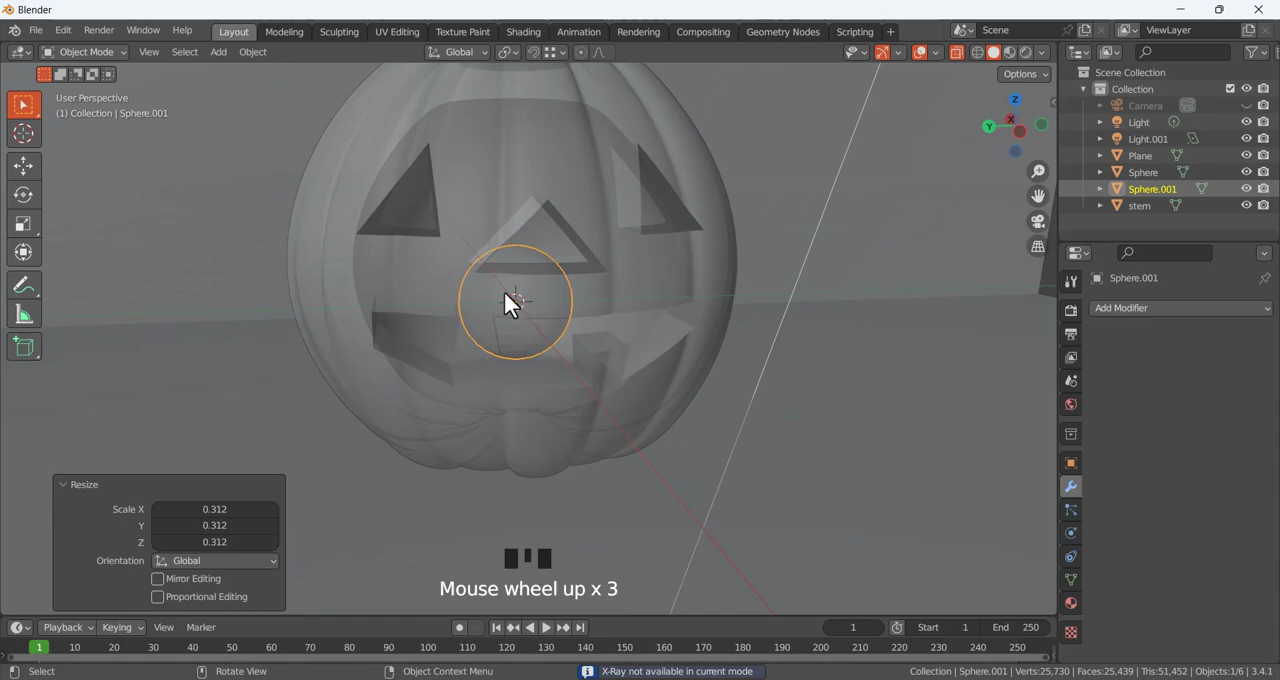 Blender
File Edit Render Window Help Layout Modeling Sculpting UV Editing Texture Paint Shading Animation Rendering Compositing Geometry Nodes Scripting + Scene ViewLayer
Object Mode View Select Add Object Global
Options
User Perspective
(1) Collection | Sphere.001
Z
X
Y
Scene Collection
Collection
Camera
Light
Light.001
Plane
Sphere
Sphere.001
stem
Sphere.001
Add Modifier
Resize
Scale X 0.312
Y 0.312
Z 0.312
Orientation Global
Mirror Editing
Proportional Editing
Mouse wheel up x 3
Playback Keying View Marker 1 Start 1 End 250
1 10 20 30 40 50 60 70 80 90 100 110 120 130 140 150 160 170 180 190 200 210 220 230 240 250
Select Rotate View Object Context Menu X-Ray not available in current mode Collection | Sphere.001 | Verts:25,730 | Faces:25,439 | Tris:51,452 | Objects:1/6 | 3.4.1